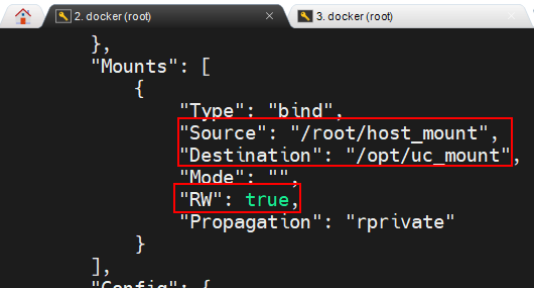 2. docker (root)
3. docker (root)
},
"Mounts": [
{
"Type": "bind",
"Source": "/root/host_mount",
"Destination": "/opt/uc_mount",
"Mode": "",
"RW": true,
"Propagation": "rprivate"
}
],
"Config": {